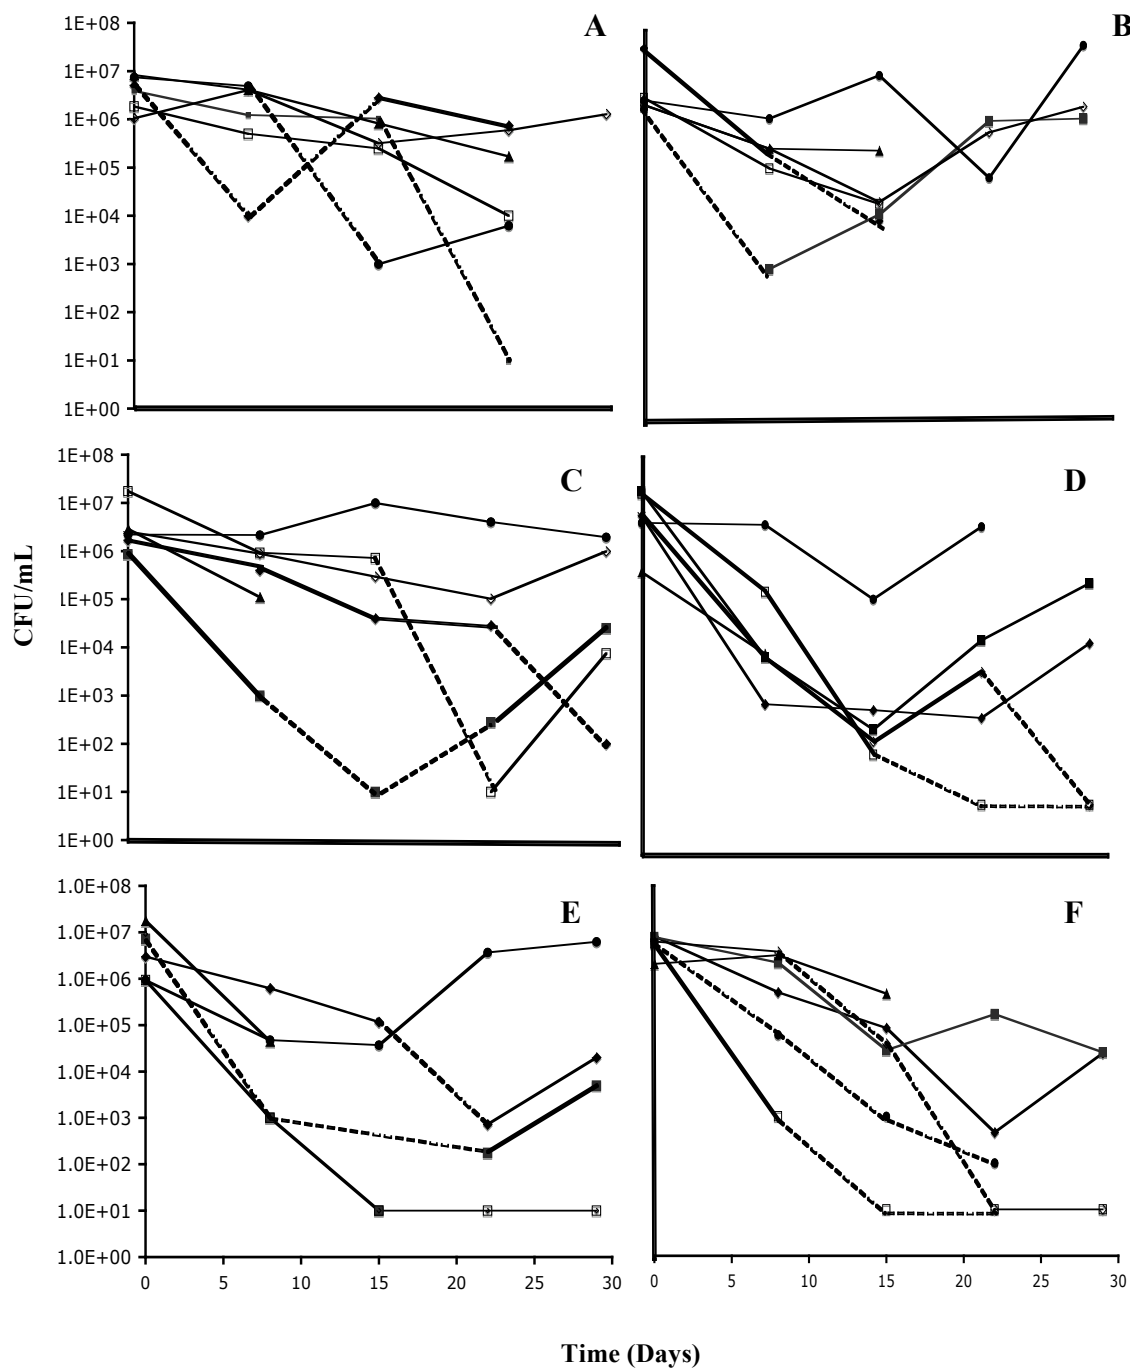 A
B
1E+08
1E+07
1E+06
1E+05
1E+04
1E+03
1E+02
1E+01
1E+00
C
D
1E+08
1E+07
1E+06
1E+05
1E+04
1E+03
1E+02
1E+01
1E+00
CFU/mL
E
F
1.0E+08
1.0E+07
1.0E+06
1.0E+05
1.0E+04
1.0E+03
1.0E+02
1.0E+01
1.0E+00
0 5 10 15 20 25 30
0 5 10 15 20 25 30
Time (Days)